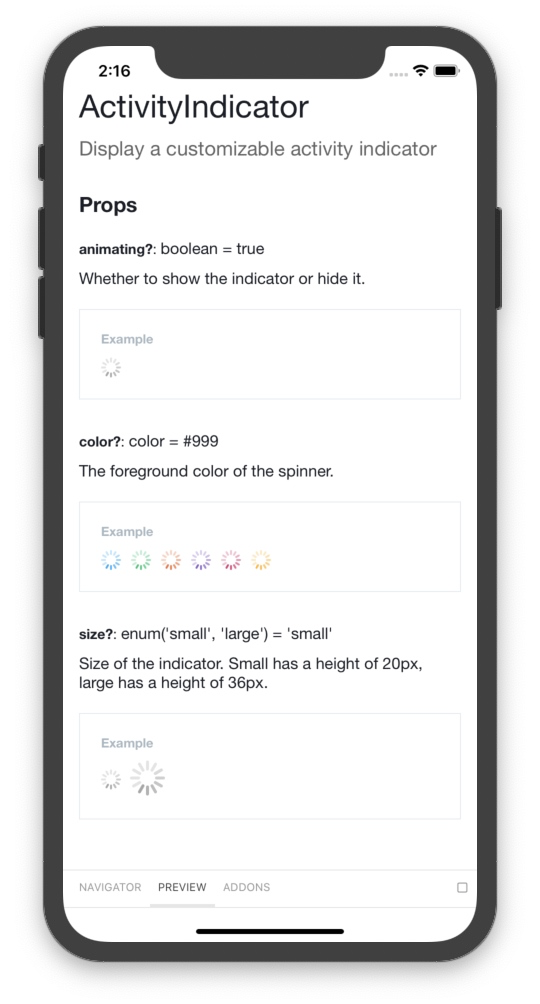 2:16
ActivityIndicator
Display a customizable activity indicator
Props
animating?: boolean = true
Whether to show the indicator or hide it.
Example
color?: color = #999
The foreground color of the spinner.
Example
size?: enum('small', 'large') = 'small'
Size of the indicator. Small has a height of 20px,
large has a height of 36px.
Example
NAVIGATOR PREVIEW ADDONS